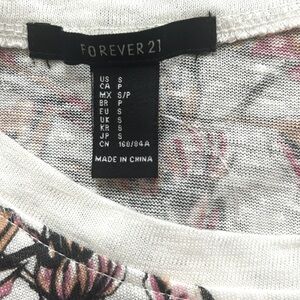 FOREVER 21
US S
CA P
MX S/P
BR P
EU S
UK S
KR S
JP S
CN 160/84A
MADE IN CHINA